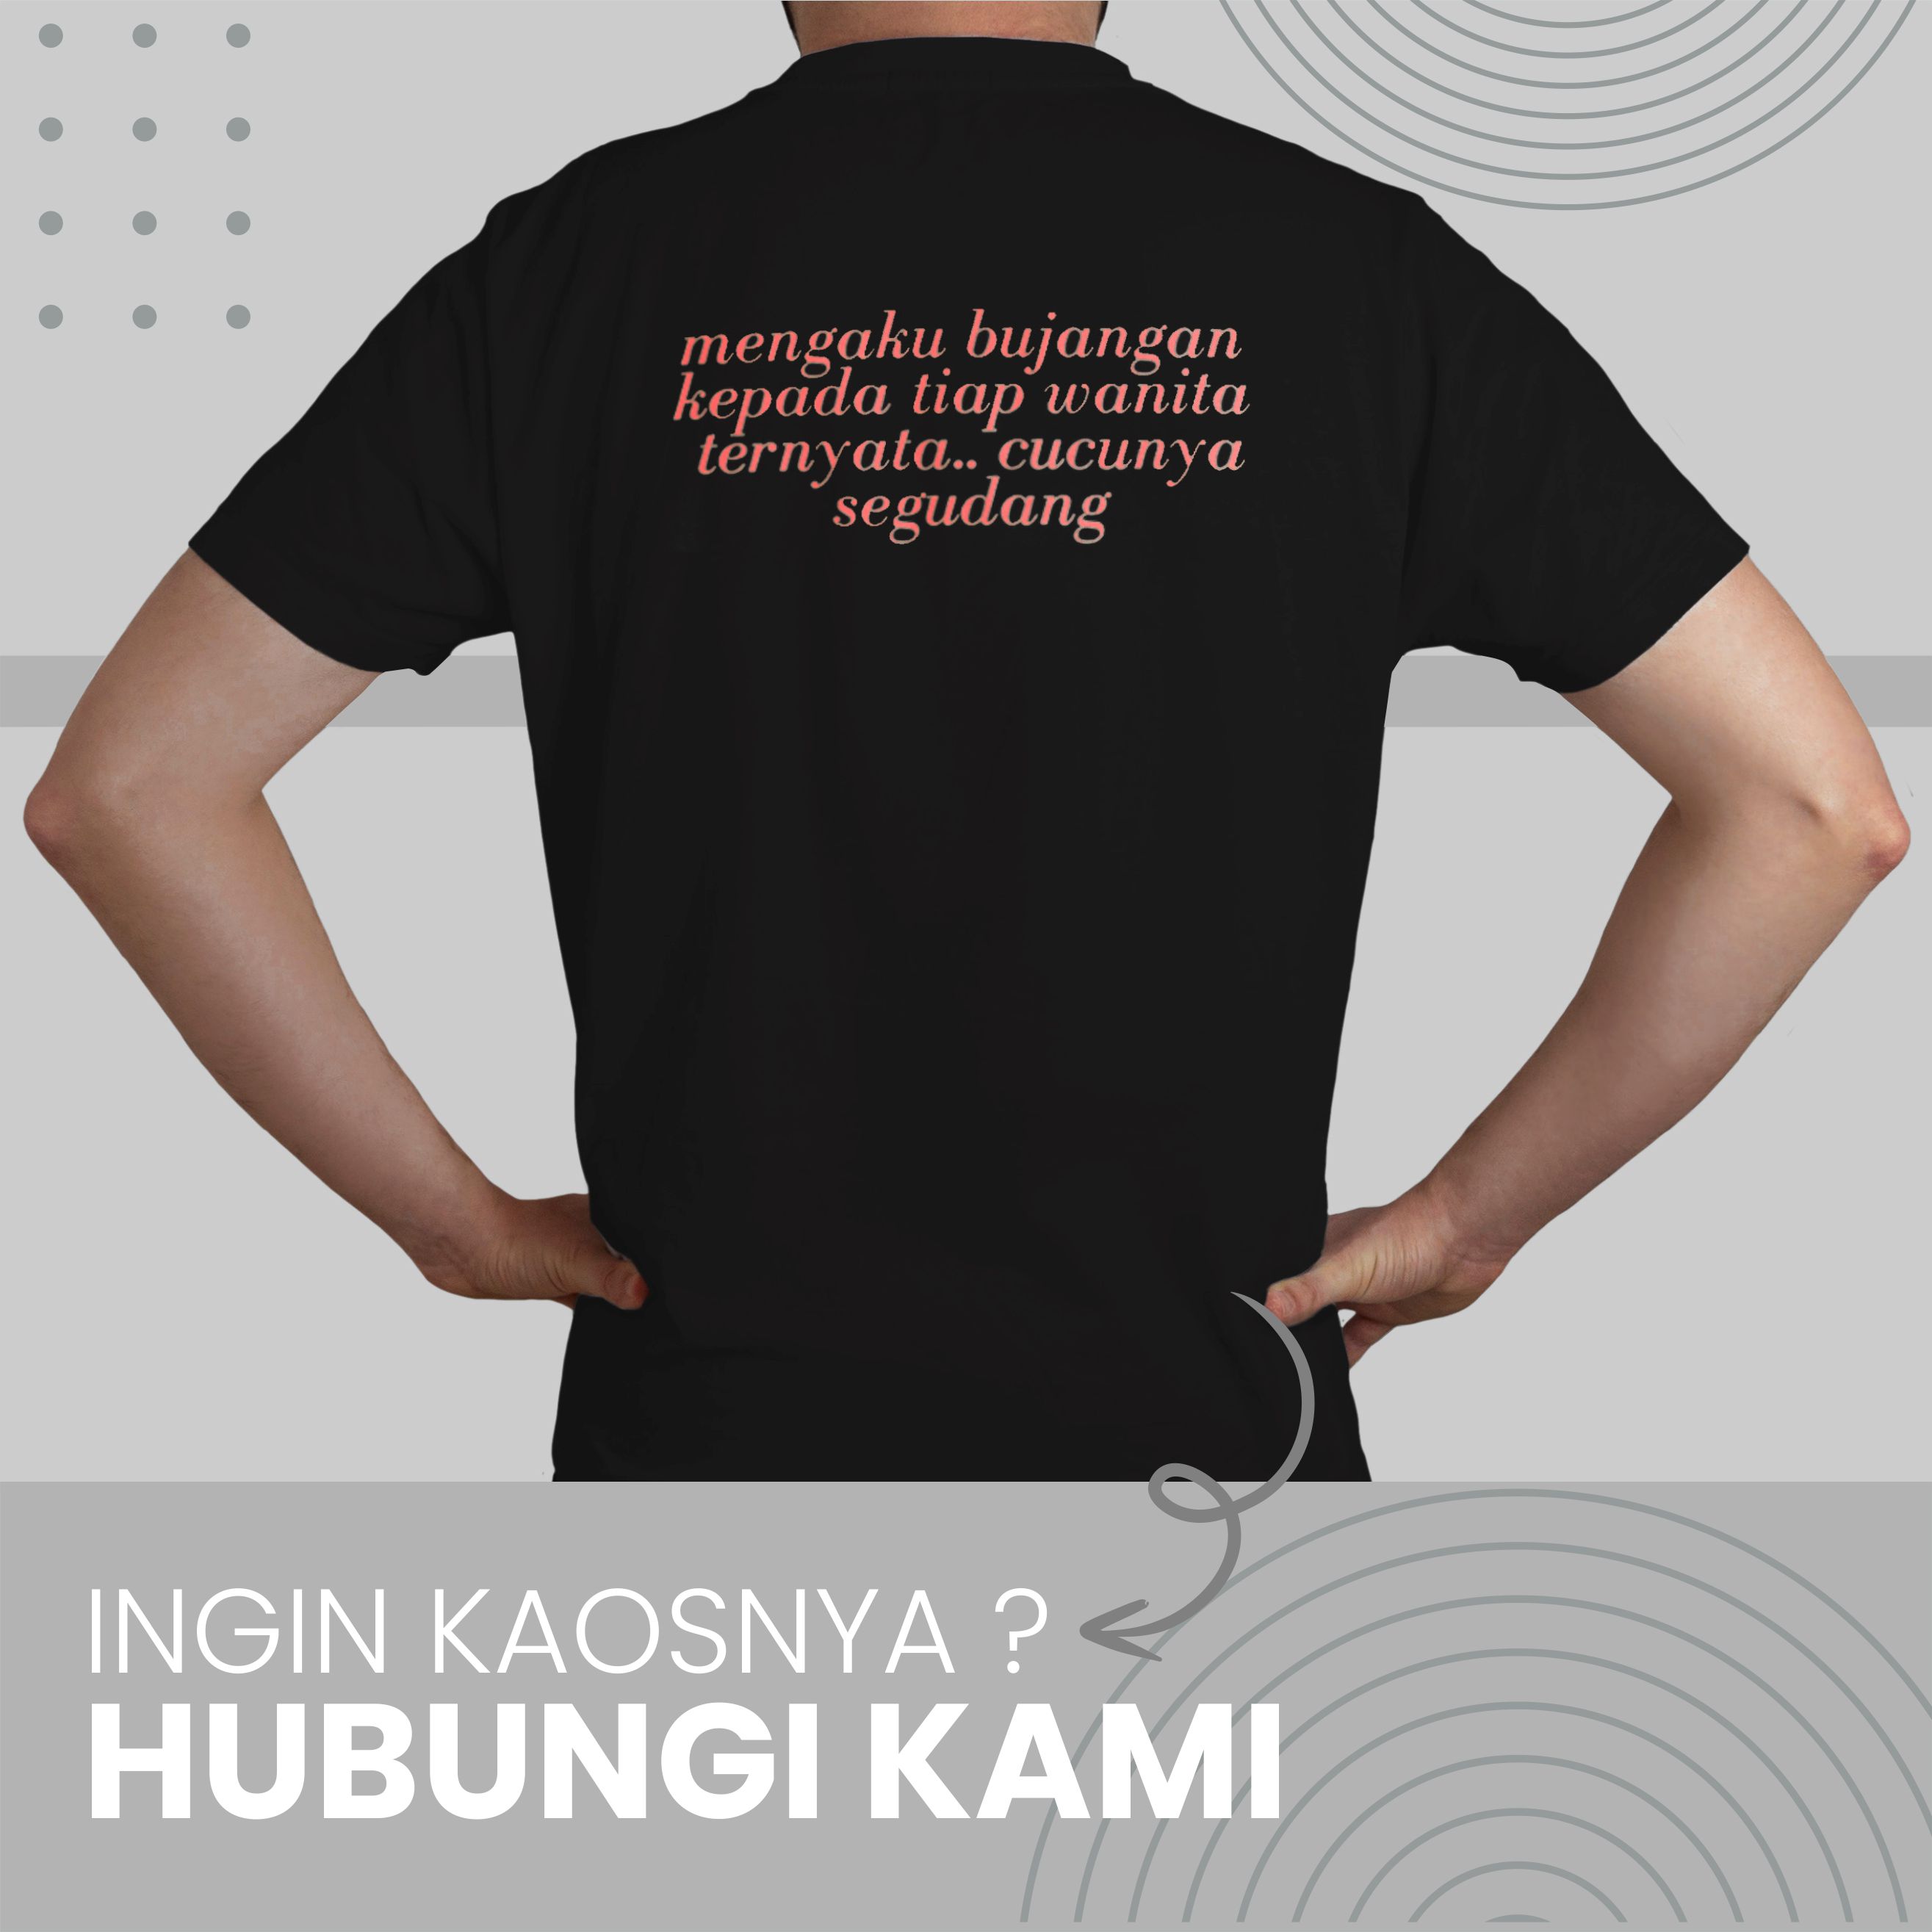 mengaku bujangan
kepada tiap wanita
ternyata.. cucunya
segudang
INGIN KAOSNYA ?
HUBUNGI KAMI